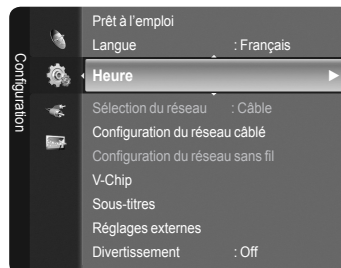 Configuration
Prêt à l'emploi
Langue : Français
Heure
Sélection du réseau : Câble
Configuration du réseau câblé
Configuration du réseau sans fil
V-Chip
Sous-titres
Réglages externes
Divertissement : Off